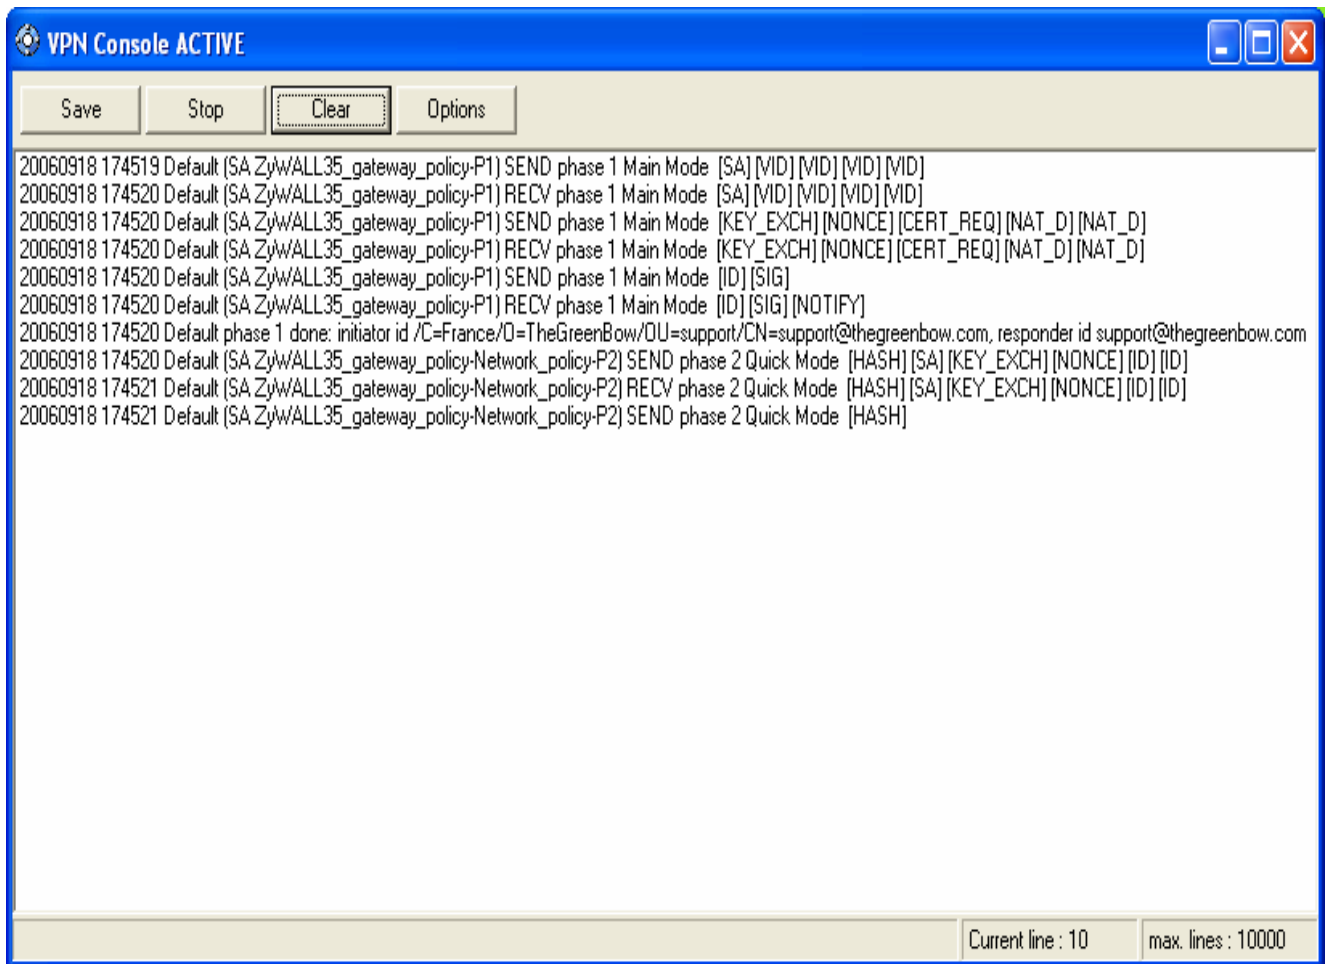 VPN Console ACTIVE
Save Stop Clear Options
20060918 174519 Default (SA ZyWALL35_gateway_policy-P1) SEND phase 1 Main Mode [SA] [VID] [VID] [VID] [VID]
20060918 174520 Default (SA ZyWALL35_gateway_policy-P1) RECV phase 1 Main Mode [SA] [VID] [VID] [VID] [VID]
20060918 174520 Default (SA ZyWALL35_gateway_policy-P1) SEND phase 1 Main Mode [KEY_EXCH] [NONCE] [CERT_REQ] [NAT_D] [NAT_D]
20060918 174520 Default (SA ZyWALL35_gateway_policy-P1) RECV phase 1 Main Mode [KEY_EXCH] [NONCE] [CERT_REQ] [NAT_D] [NAT_D]
20060918 174520 Default (SA ZyWALL35_gateway_policy-P1) SEND phase 1 Main Mode [ID] [SIG]
20060918 174520 Default (SA ZyWALL35_gateway_policy-P1) RECV phase 1 Main Mode [ID] [SIG] [NOTIFY]
20060918 174520 Default phase 1 done: initiator id /C=France/O=TheGreenBow/OU=support/CN=support@thegreenbow.com, responder id support@thegreenbow.com
20060918 174520 Default (SA ZyWALL35_gateway_policy-Network_policy-P2) SEND phase 2 Quick Mode [HASH] [SA] [KEY_EXCH] [NONCE] [ID] [ID]
20060918 174521 Default (SA ZyWALL35_gateway_policy-Network_policy-P2) RECV phase 2 Quick Mode [HASH] [SA] [KEY_EXCH] [NONCE] [ID] [ID]
20060918 174521 Default (SA ZyWALL35_gateway_policy-Network_policy-P2) SEND phase 2 Quick Mode [HASH]
Current line : 10 max. lines : 10000